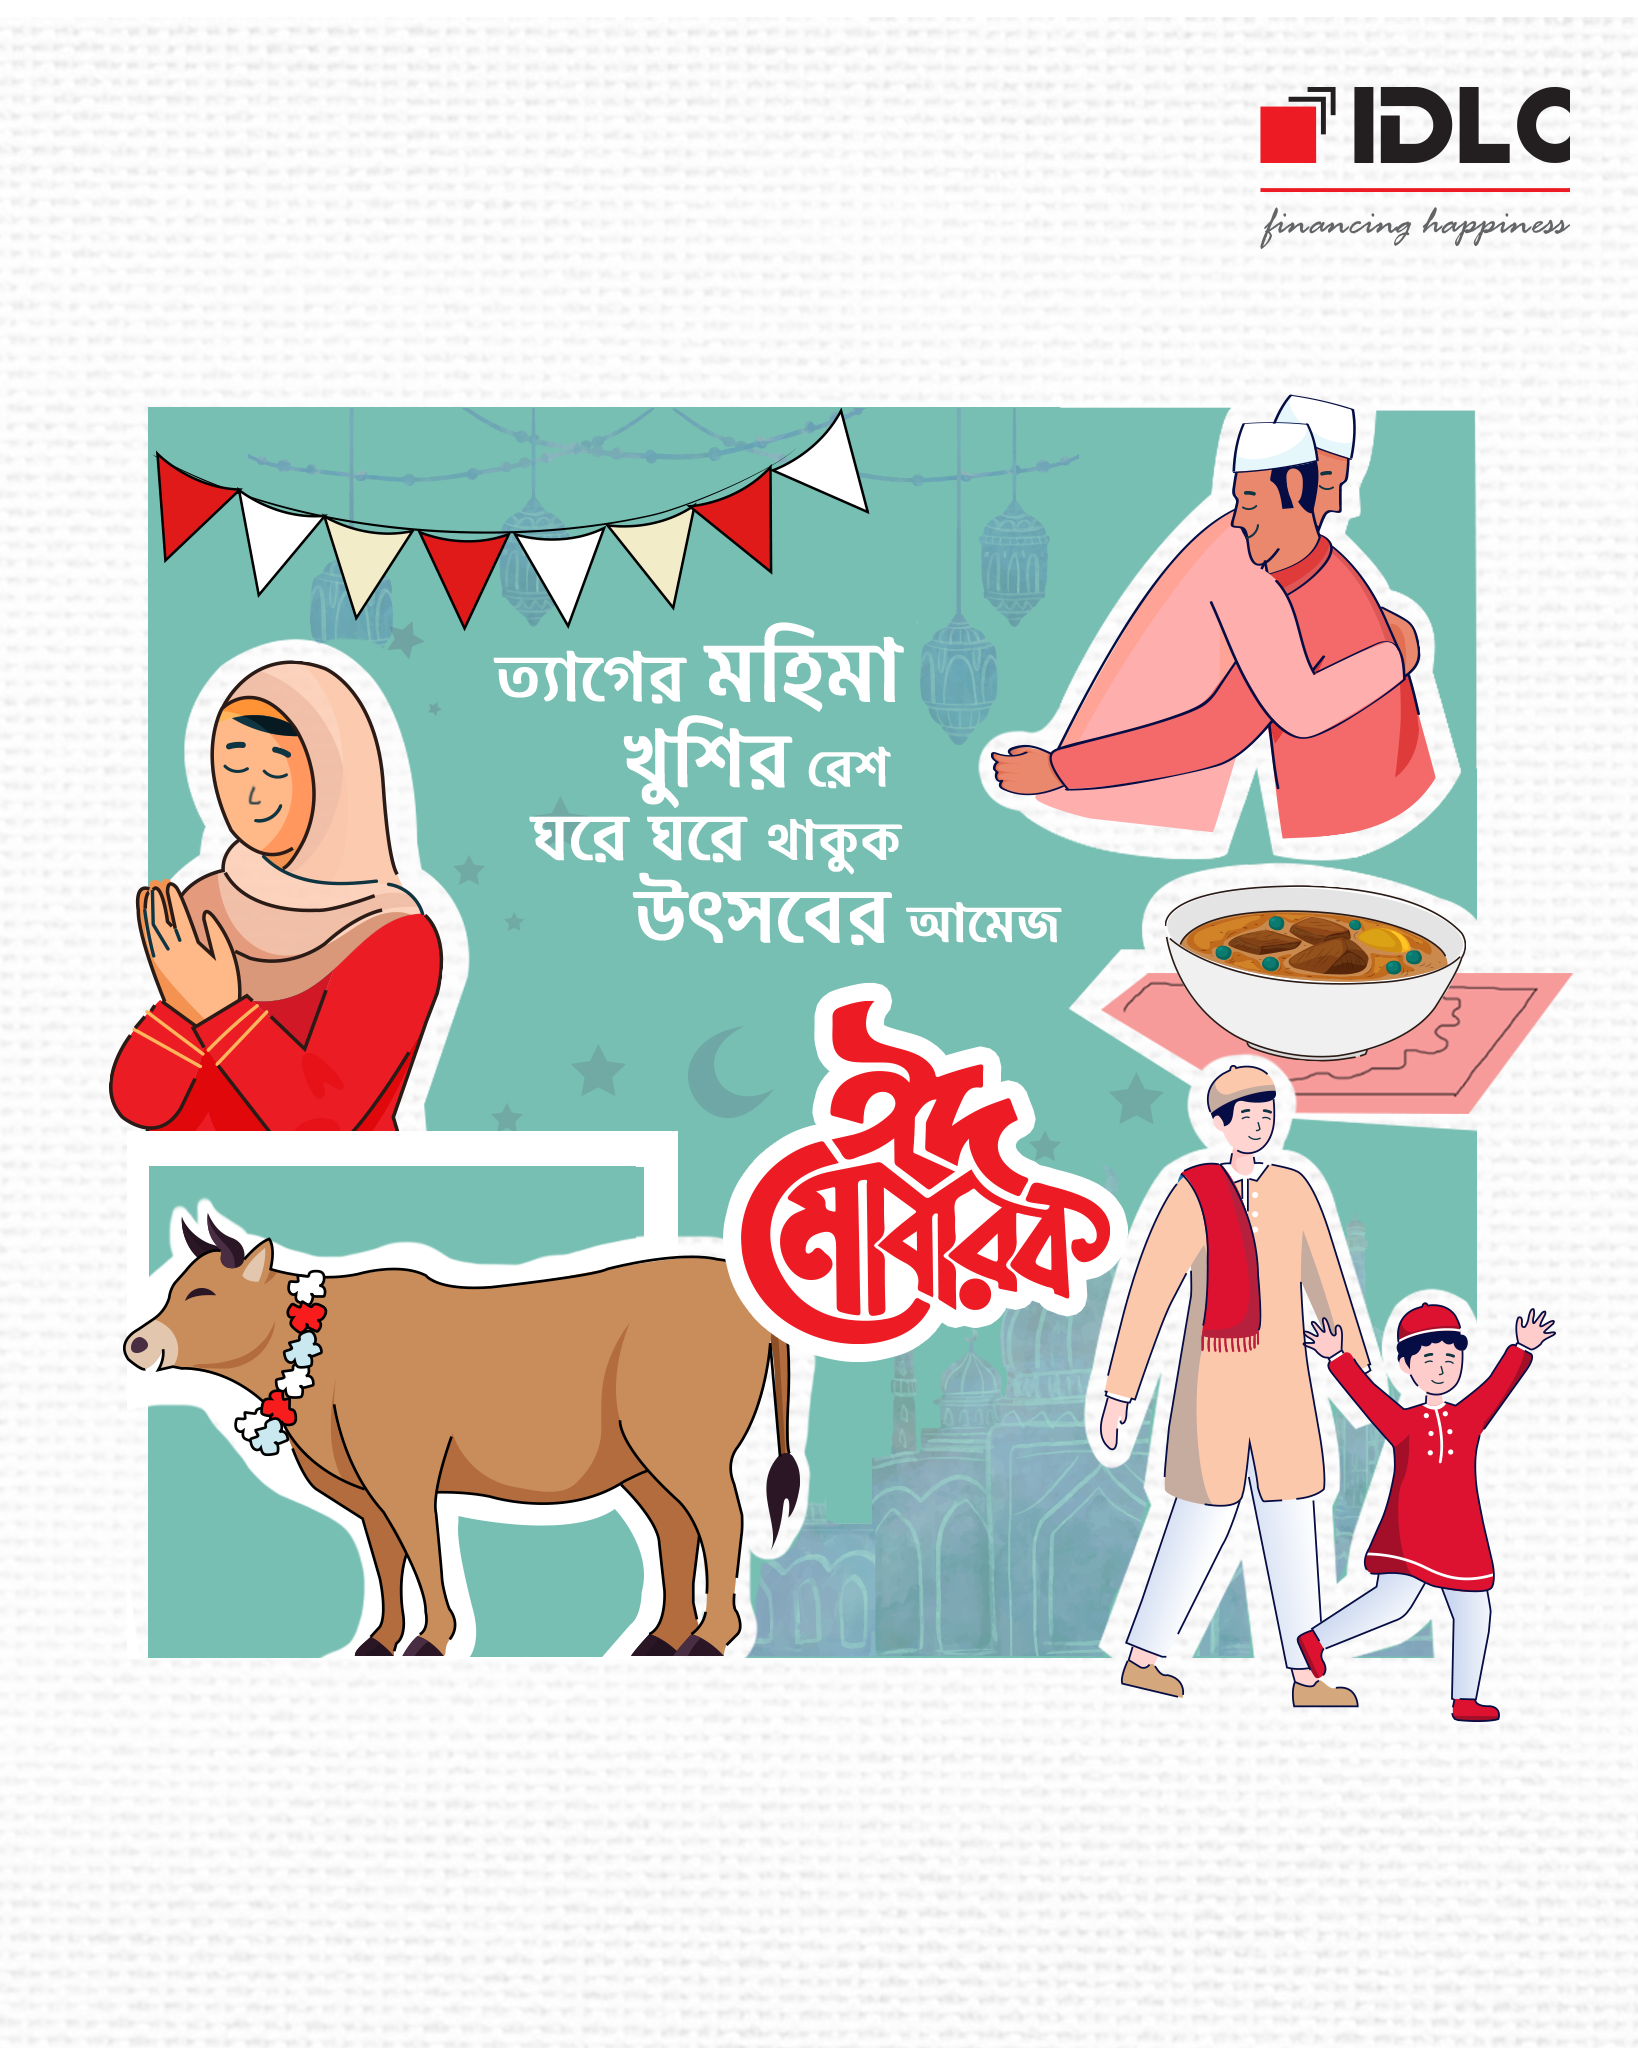 IDLC
financing happiness
ত্যাগের মহিমা
খুশির রেশ
ঘরে ঘরে থাকুক
উৎসবের আমেজ
ঈদ
মোবারক